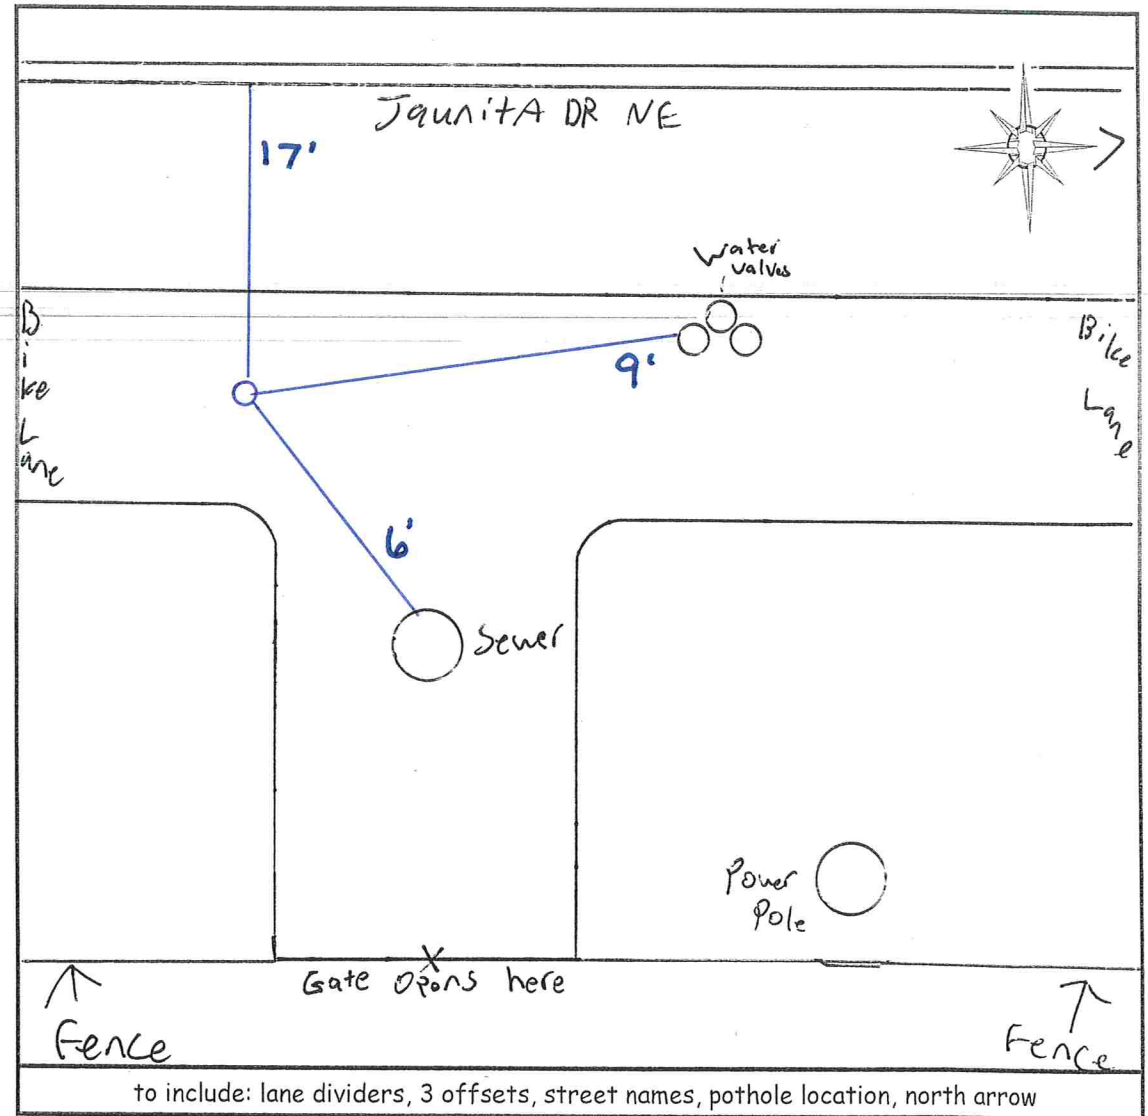 JaunitA DR NE
17'
Water
valves
Bike Lane
Bike
Lane
9'
6'
Sewer
Power
Pole
Gate Opens here
Fence
Fence
to include: lane dividers, 3 offsets, street names, pothole location, north arrow